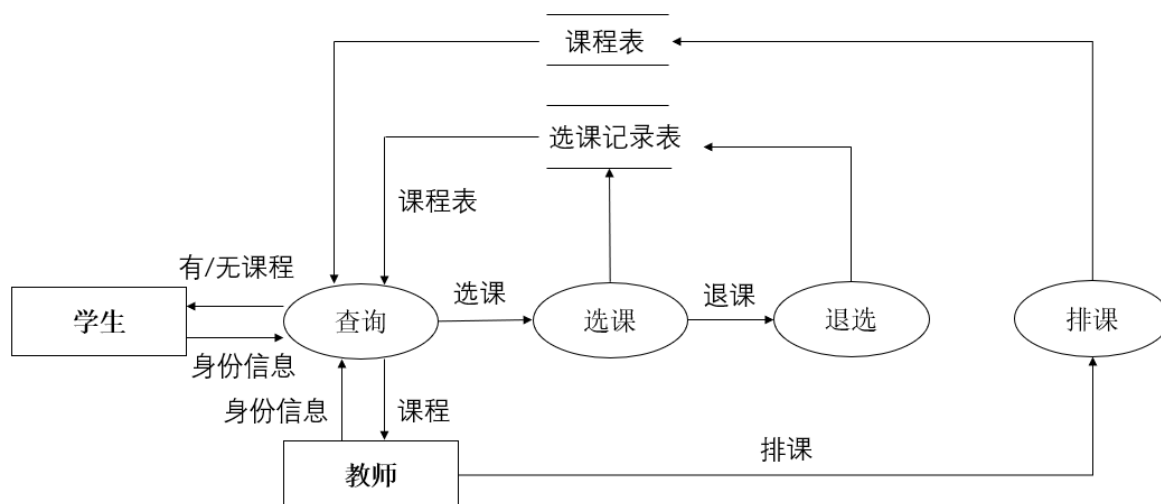 课程表
选课记录表
课程表
有/无课程
选课
退课
学生
查询
选课
退选
排课
身份信息
身份信息
课程
排课
教师